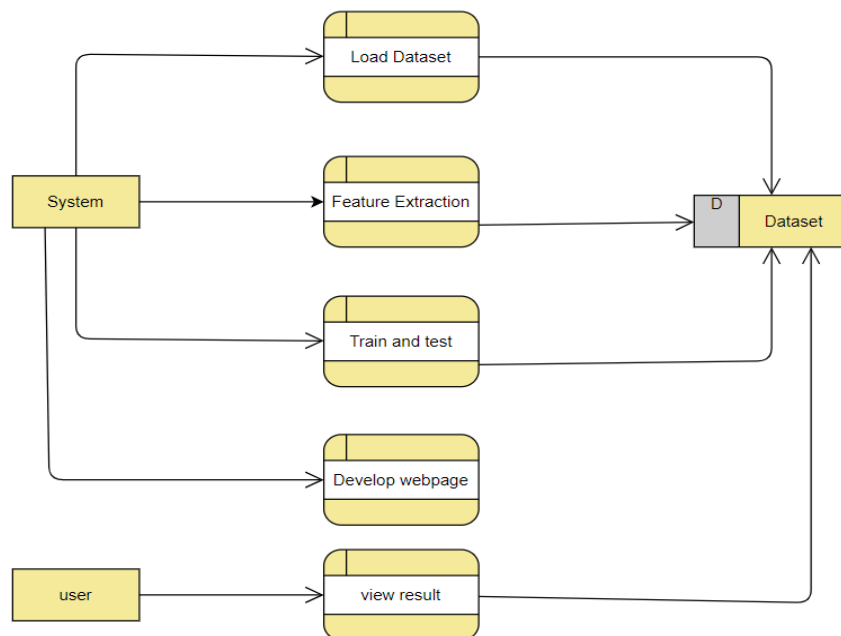 Load Dataset
System
Feature Extraction
D
Dataset
Train and test
Develop webpage
user
view result